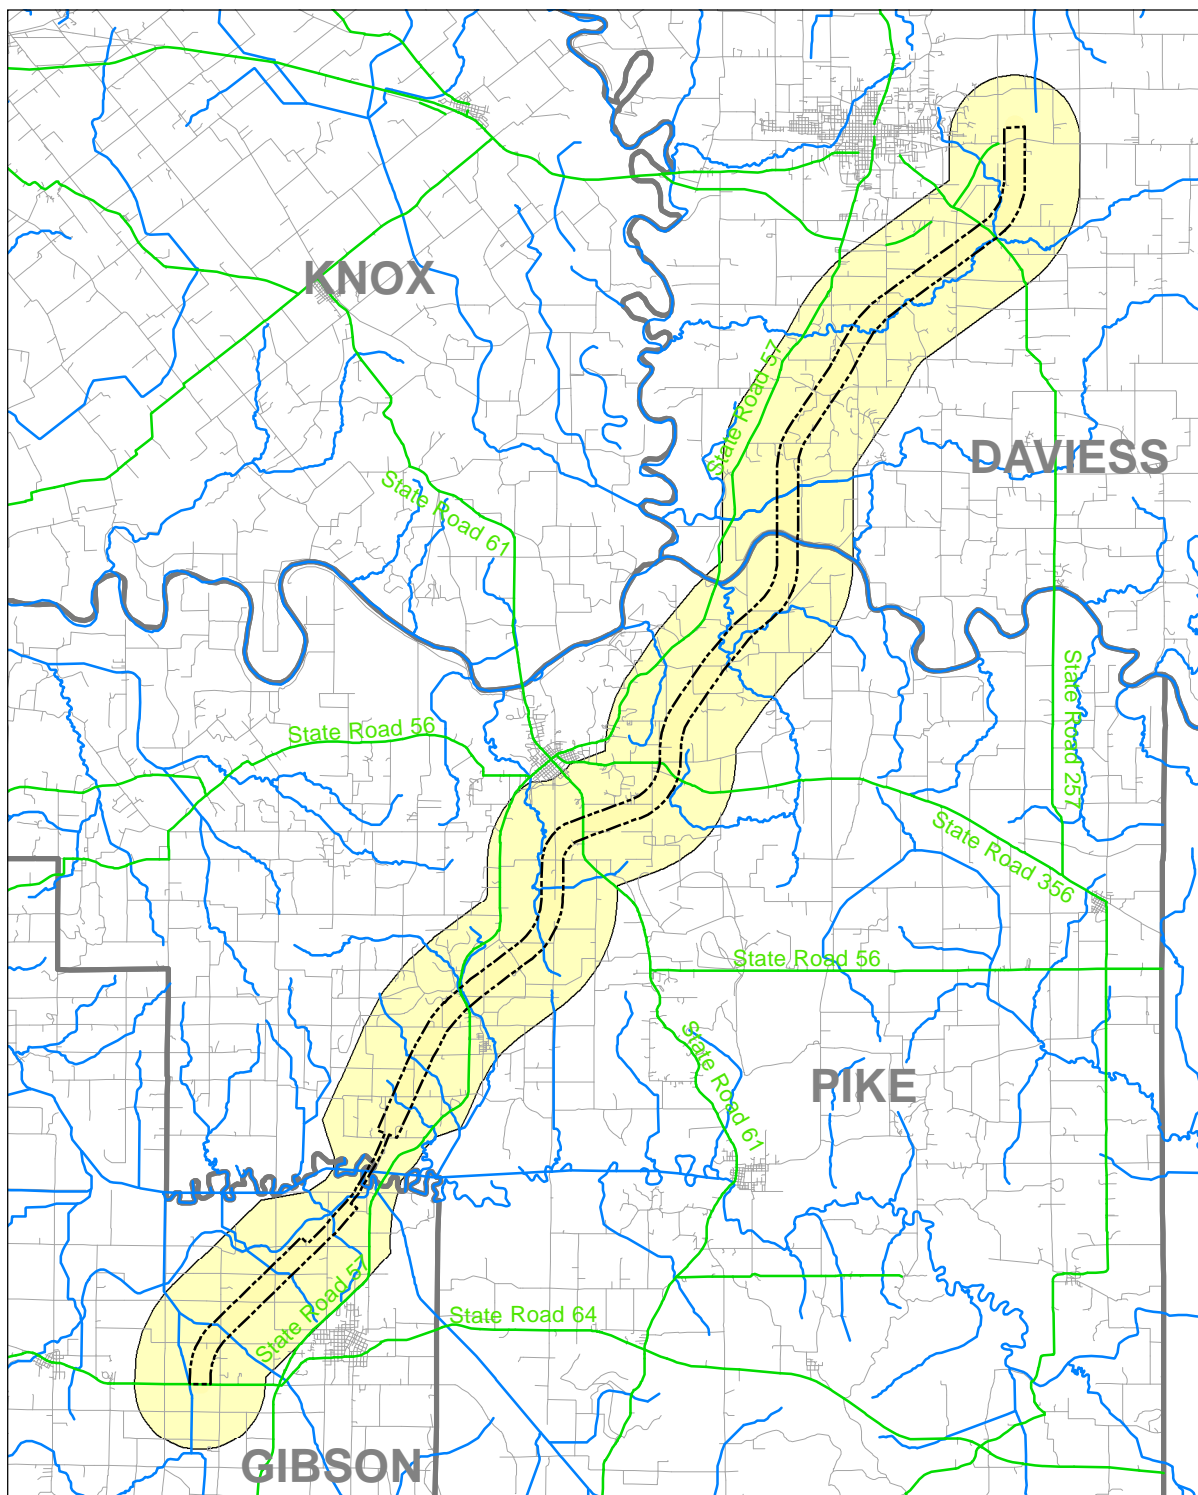 KNOX
State Road 57
DAVIESS
State Road 61
State Road 56
State Road 257
State Road 356
State Road 56
State Road 61
PIKE
State Road 57
State Road 64
GIBSON